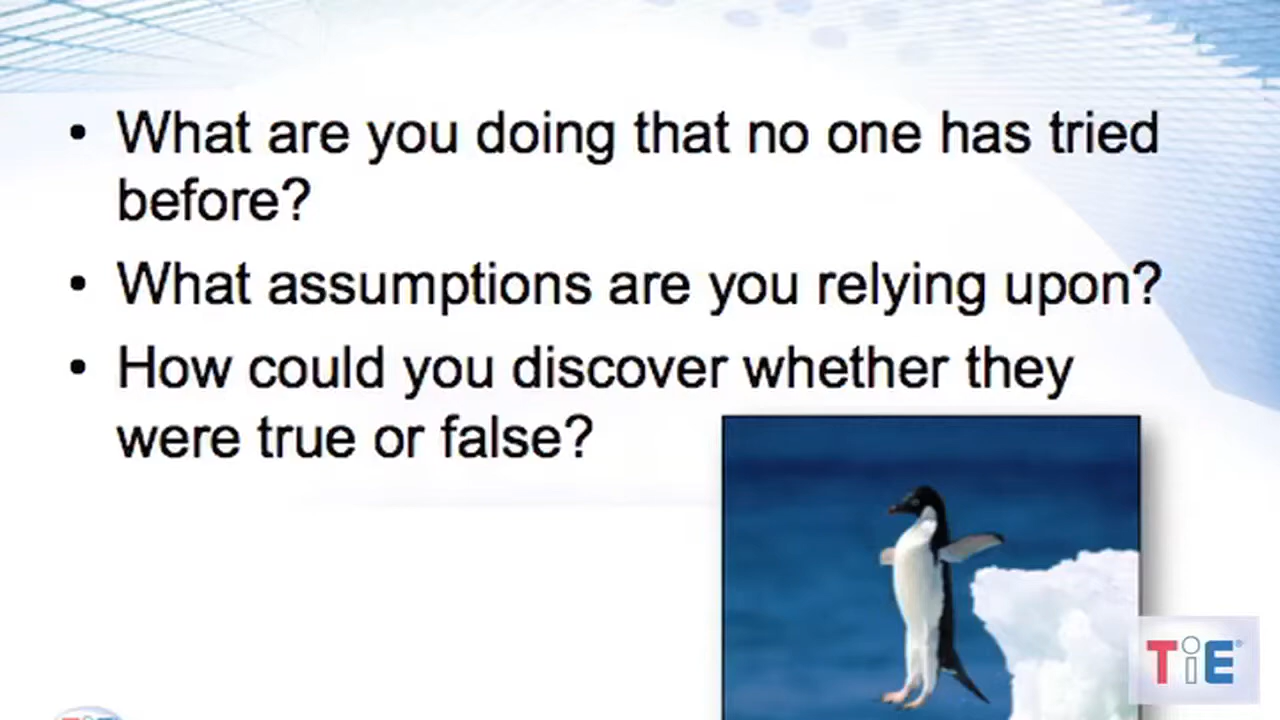 • What are you doing that no one has tried
before?
• What assumptions are you relying upon?
• How could you discover whether they
were true or false?
TiE®